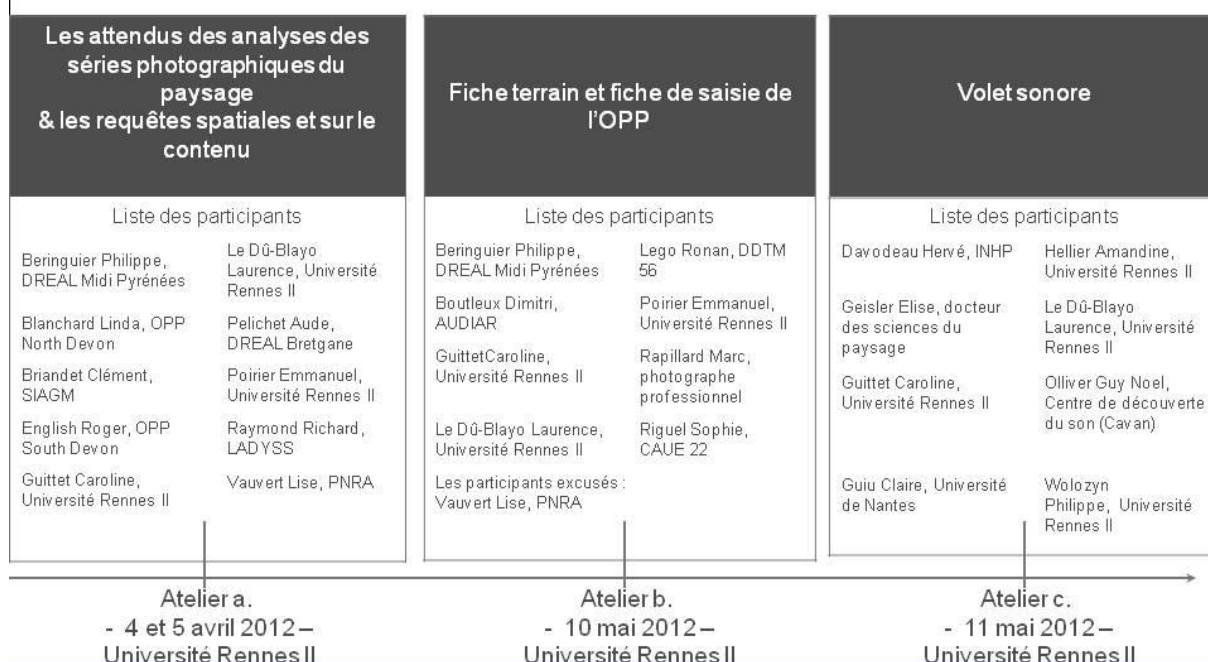 Les attendus des analyses des
séries photographiques du
paysage
& les requêtes spatiales et sur le
contenu
Liste des participants
Beringuier Philippe,
DREAL Midi Pyrénées
Blanchard Linda, OPP
North Devon
Briandet Clément,
SIAGM
English Roger, OPP
South Devon
Guittet Caroline,
Université Rennes II
Le Dû-Blayo
Laurence, Université
Rennes II
Pelichet Aude,
DREAL Bretgane
Poirier Emmanuel,
Université Rennes II
Raymond Richard,
LADYSS
Vauvert Lise, PNRA
Fiche terrain et fiche de saisie de
l'OPP
Liste des participants
Beringuier Philippe,
DREAL Midi Pyrénées
Boutleux Dimitri,
AUDIAR
GuittetCaroline,
Université Rennes II
Le Dû-Blayo Laurence,
Université Rennes II
Les participants excusés :
Vauvert Lise, PNRA
Lego Ronan, DDTM
56
Poirier Emmanuel,
Université Rennes II
Rapillard Marc,
photographe
professionnel
Riguel Sophie,
CAUE 22
Volet sonore
Liste des participants
Davodeau Hervé, INHP
Geisler Elise, docteur
des sciences du
paysage
Guittet Caroline,
Université Rennes II
Guiu Claire, Université
de Nantes
Hellier Amandine,
Université Rennes II
Le Dû-Blayo
Laurence, Université
Rennes II
Olliver Guy Noel,
Centre de découverte
du son (Cavan)
Wolozyn
Philippe, Université
Rennes II
Atelier a.
- 4 et 5 avril 2012 –
Université Rennes II
Atelier b.
- 10 mai 2012 –
Université Rennes II
Atelier c.
- 11 mai 2012 –
Université Rennes II